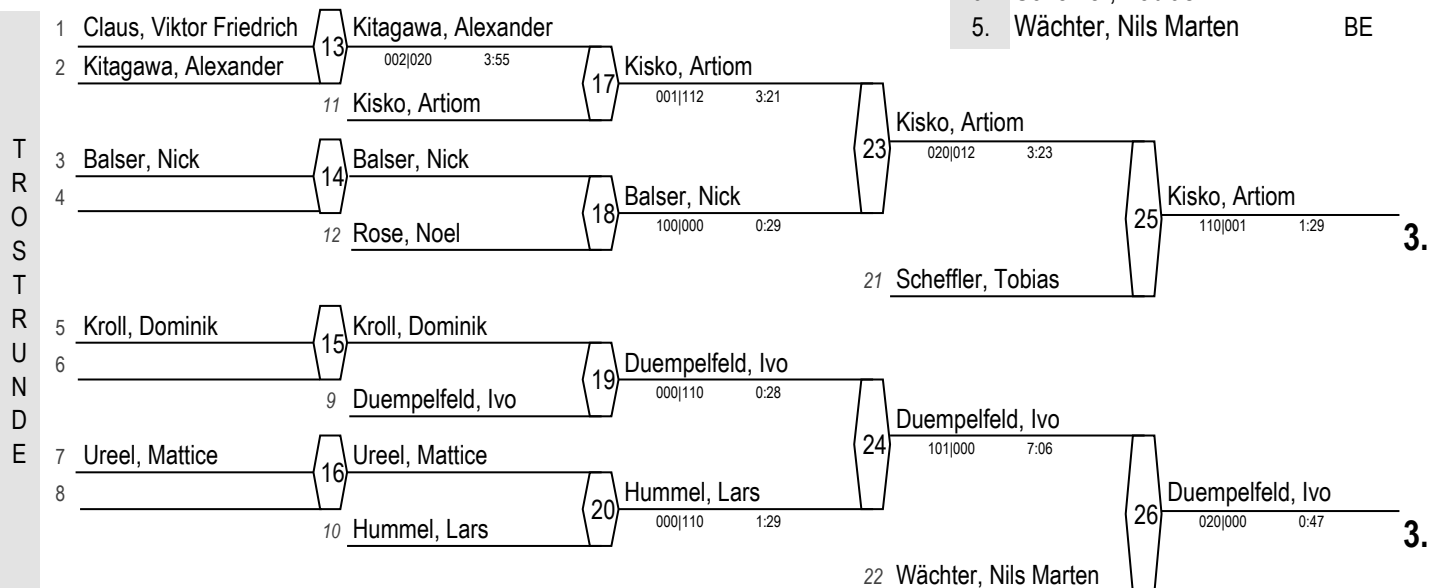 5. Wächter, Nils Marten BE
TROSTRUNDE
1 Claus, Viktor Friedrich
2 Kitagawa, Alexander
13 Kitagawa, Alexander
002|020 3:55
11 Kisko, Artiom
17 Kisko, Artiom
001|112 3:21
3 Balser, Nick
4
14 Balser, Nick
12 Rose, Noel
18 Balser, Nick
100|000 0:29
23 Kisko, Artiom
020|012 3:23
21 Scheffler, Tobias
25 Kisko, Artiom
110|001 1:29
3.
5 Kroll, Dominik
6
15 Kroll, Dominik
9 Duempelfeld, Ivo
19 Duempelfeld, Ivo
000|110 0:28
7 Ureel, Mattice
8
16 Ureel, Mattice
10 Hummel, Lars
20 Hummel, Lars
000|110 1:29
24 Duempelfeld, Ivo
101|000 7:06
22 Wächter, Nils Marten
26 Duempelfeld, Ivo
020|000 0:47
3.